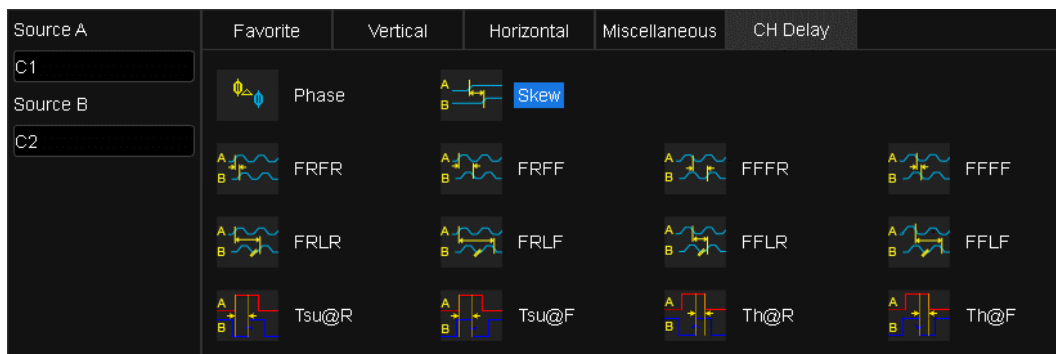 Source A
C1
Source B
C2
Favorite Vertical Horizontal Miscellaneous CH Delay
Φ Φ Phase A B Skew
A B FRFR A B FRFF A B FFFR A B FFFF
A B FRLR A B FRLF A B FFLR A B FFLF
A B Tsu@R A B Tsu@F A B Th@R A B Th@F